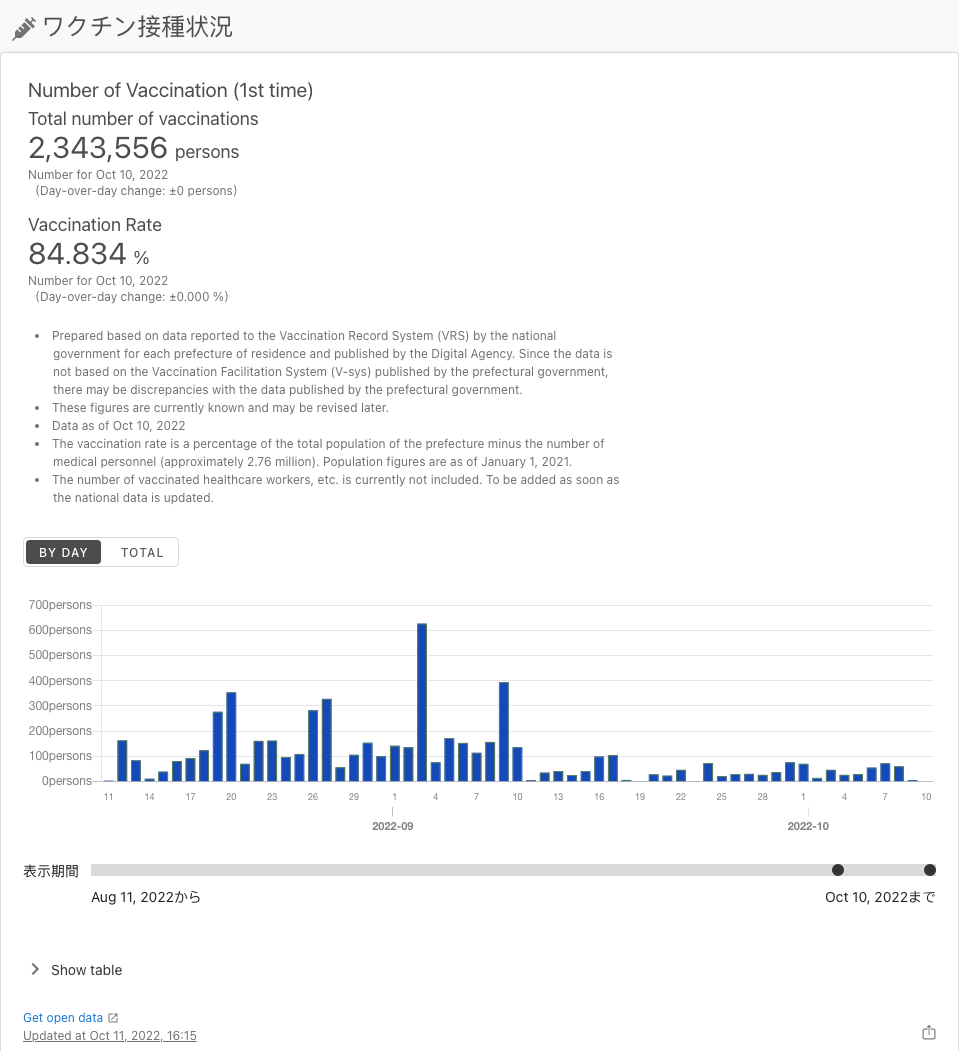 ワクチン接種状況
Number of Vaccination (1st time)
Total number of vaccinations
2,343,556 persons
Number for Oct 10, 2022
(Day-over-day change: ±0 persons)
Vaccination Rate
84.834 %
Number for Oct 10, 2022
(Day-over-day change: ±0.000 %)
• Prepared based on data reported to the Vaccination Record System (VRS) by the national
government for each prefecture of residence and published by the Digital Agency. Since the data is
not based on the Vaccination Facilitation System (V-sys) published by the prefectural government,
there may be discrepancies with the data published by the prefectural government.
• These figures are currently known and may be revised later.
• Data as of Oct 10, 2022
• The vaccination rate is a percentage of the total population of the prefecture minus the number of
medical personnel (approximately 2.76 million). Population figures are as of January 1, 2021.
• The number of vaccinated healthcare workers, etc. is currently not included. To be added as soon as
the national data is updated.
BY DAY TOTAL
700persons
600persons
500persons
400persons
300persons
200persons
100persons
0persons
11 14 17 20 23 26 29 1 4 7 10 13 16 19 22 25 28 1 4 7 10
2022-09 2022-10
表示期間
Aug 11, 2022から Oct 10, 2022まで
Show table
Get open data
Updated at Oct 11, 2022, 16:15